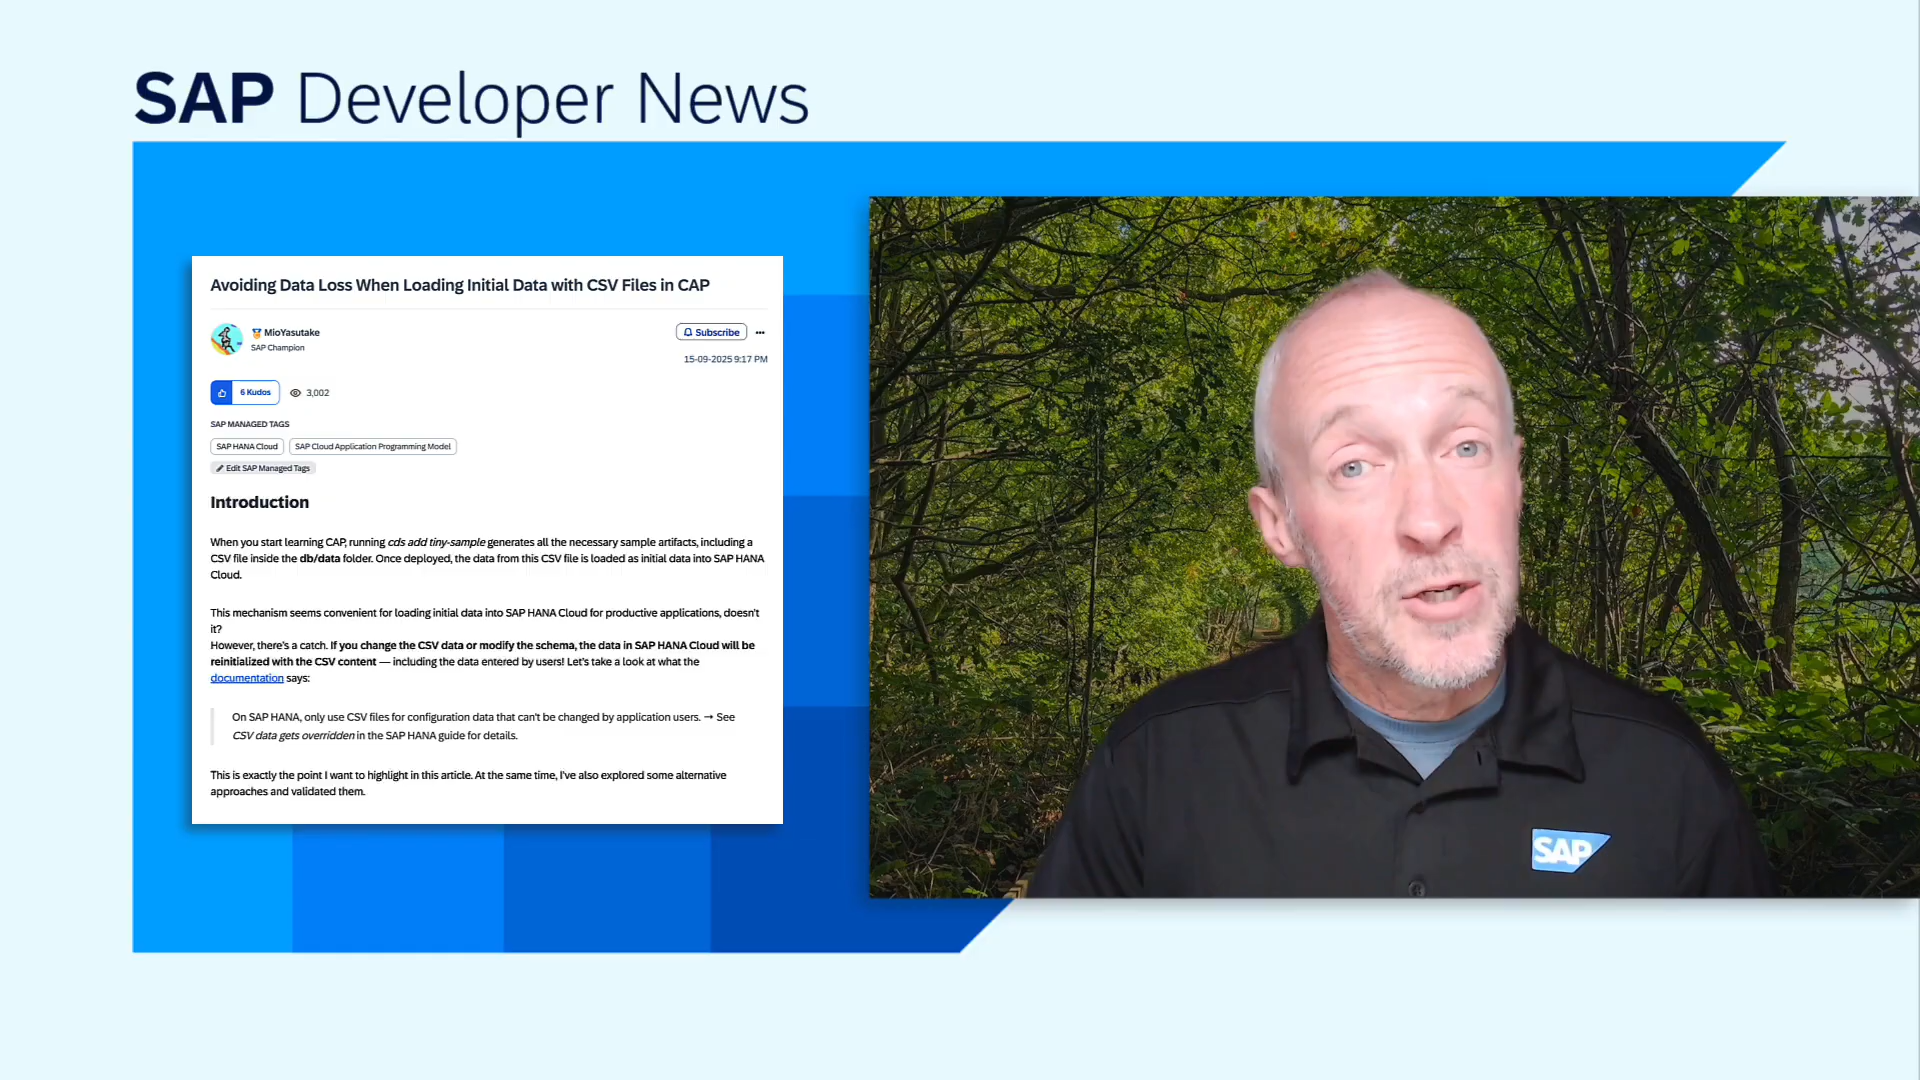 SAP Developer News
Avoiding Data Loss When Loading Initial Data with CSV Files in CAP
MioYasutake
SAP Champion
Subscribe
15-09-2025 9:17 PM
6 Kudos
3,002
SAP MANAGED TAGS
SAP HANA Cloud
SAP Cloud Application Programming Model
Edit SAP Managed Tags
Introduction
When you start learning CAP, running cds add tiny-sample generates all the necessary sample artifacts, including a
CSV file inside the db/data folder. Once deployed, the data from this CSV file is loaded as initial data into SAP HANA
Cloud.
This mechanism seems convenient for loading initial data into SAP HANA Cloud for productive applications, doesn't
it?
However, there's a catch. If you change the CSV data or modify the schema, the data in SAP HANA Cloud will be
reinitialized with the CSV content — including the data entered by users! Let's take a look at what the
documentation says:
On SAP HANA, only use CSV files for configuration data that can't be changed by application users. → See
CSV data gets overridden in the SAP HANA guide for details.
This is exactly the point I want to highlight in this article. At the same time, I've also explored some alternative
approaches and validated them.
SAP